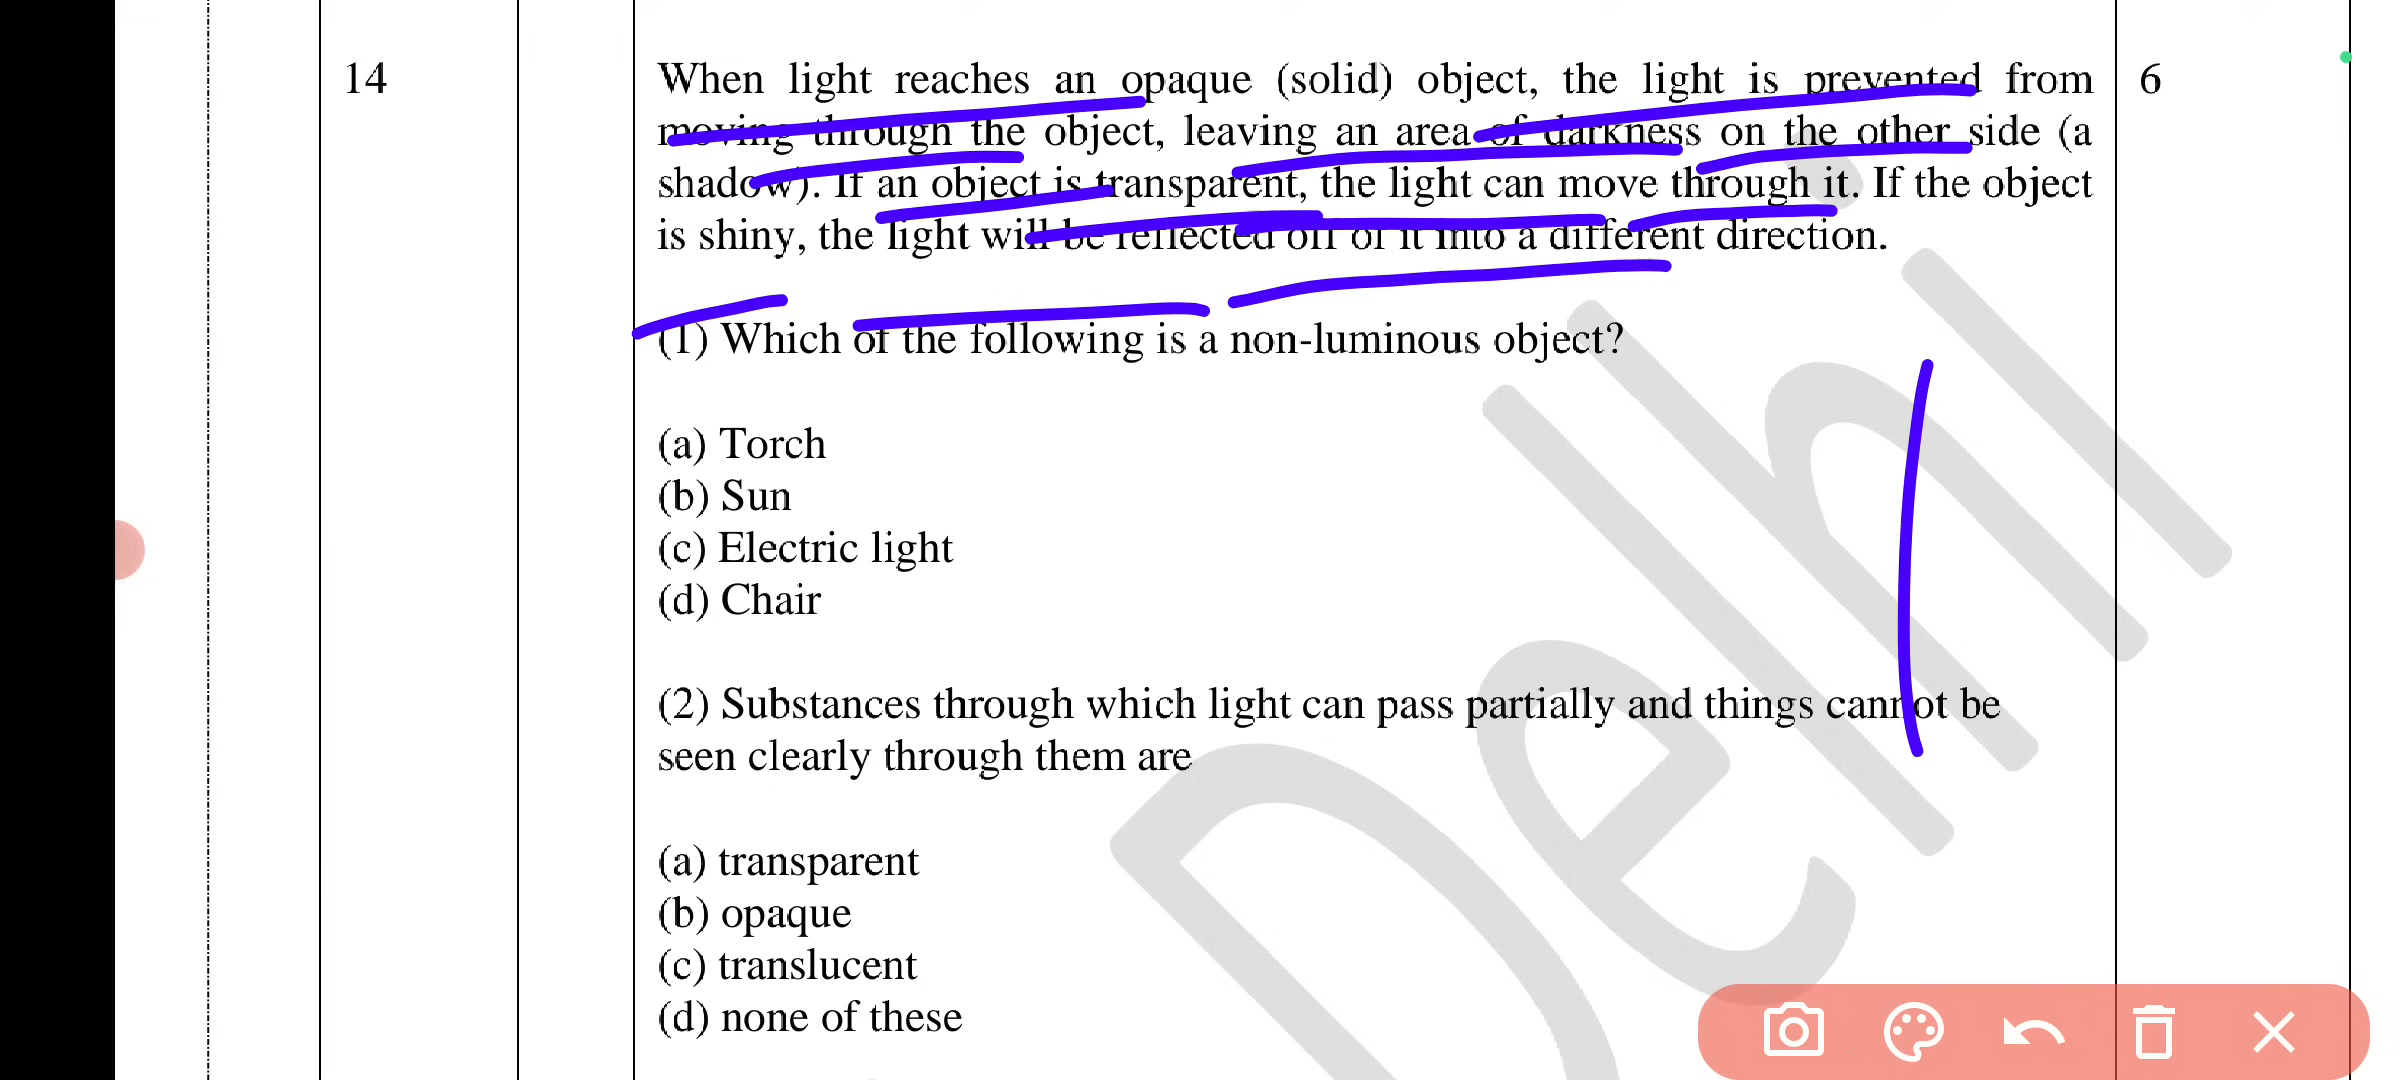 14
When light reaches an opaque (solid) object, the light is prevented from
6
moving through the object, leaving an area of darkness on the other side (a
shadow). If an object is transparent, the light can move through it. If the object
is shiny, the light will be reflected off of it into a different direction.
(1) Which of the following is a non-luminous object?
(a) Torch
(b) Sun
(c) Electric light
(d) Chair
(2) Substances through which light can pass partially and things cannot be
seen clearly through them are
(a) transparent
(b) opaque
(c) translucent
(d) none of these
Delhi